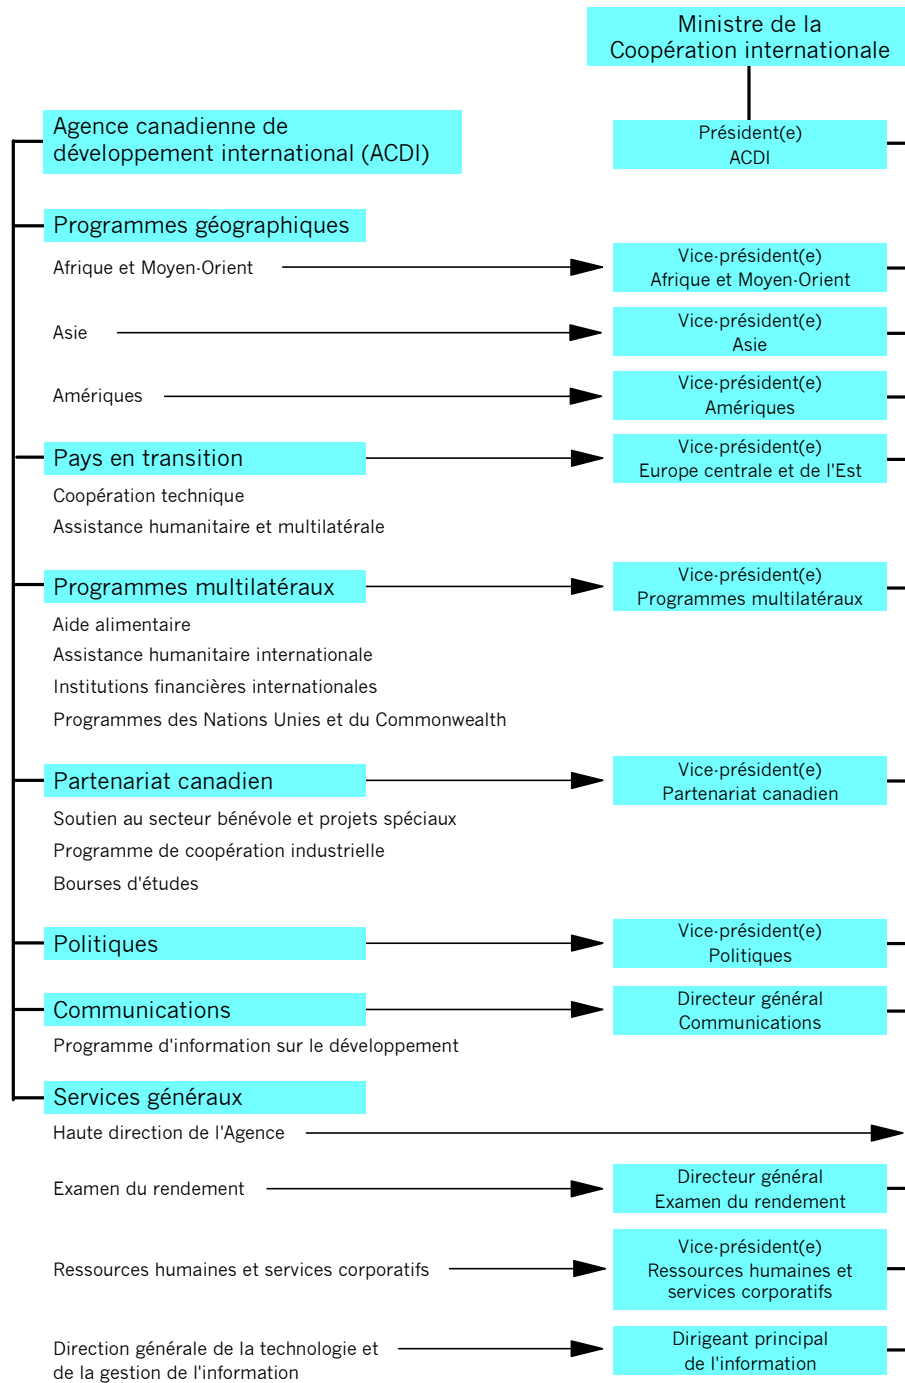 Ministre de la
Coopération internationale
Agence canadienne de
développement international (ACDI)
Président(e)
ACDI
Programmes géographiques
Afrique et Moyen-Orient
Vice-président(e)
Afrique et Moyen-Orient
Asie
Vice-président(e)
Asie
Amériques
Vice-président(e)
Amériques
Pays en transition
Vice-président(e)
Europe centrale et de l'Est
Coopération technique
Assistance humanitaire et multilatérale
Programmes multilatéraux
Vice-président(e)
Programmes multilatéraux
Aide alimentaire
Assistance humanitaire internationale
Institutions financières internationales
Programmes des Nations Unies et du Commonwealth
Partenariat canadien
Vice-président(e)
Partenariat canadien
Soutien au secteur bénévole et projets spéciaux
Programme de coopération industrielle
Bourses d'études
Politiques
Vice-président(e)
Politiques
Communications
Directeur général
Communications
Programme d'information sur le développement
Services généraux
Haute direction de l'Agence
Examen du rendement
Directeur général
Examen du rendement
Ressources humaines et services corporatifs
Vice-président(e)
Ressources humaines et
services corporatifs
Direction générale de la technologie et
de la gestion de l'information
Dirigeant principal
de l'information